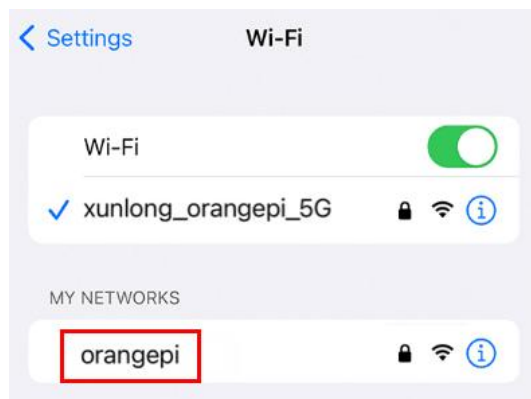 Settings Wi-Fi
Wi-Fi
xunlong_orangepi_5G
MY NETWORKS
orangepi